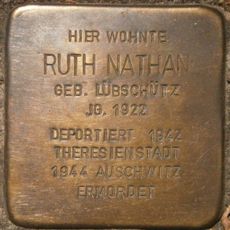 HIER WOHNTE
RUTH NATHAN
GEB. LÜBSCHÜTZ
JG. 1922
DEPORTIERT 1942
THERESIENSTADT
1944 AUSCHWITZ
ERMORDET